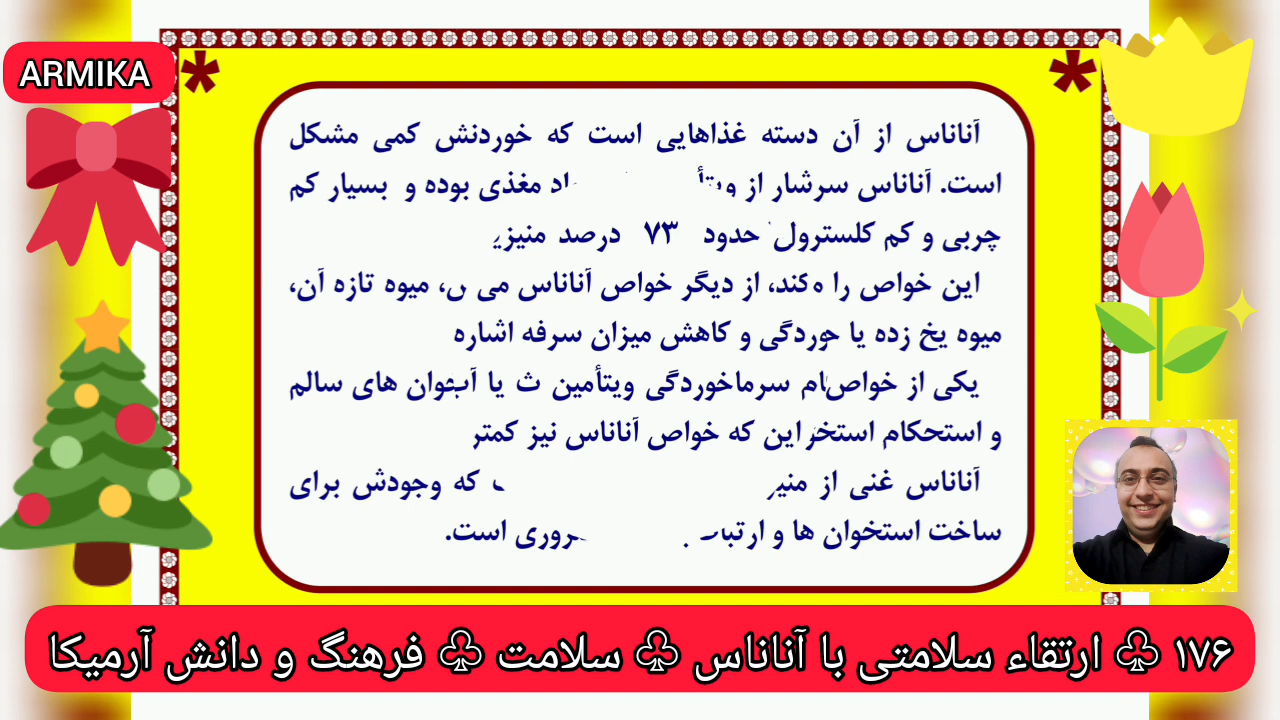 ARMIKA
آناناس از آن دسته غذاهایی است که خوردنش کمی مشکل
است. آناناس سرشار از مغذی بوده و بسیار کم
چربی و کم کلسترول حدود ۷۳ درصد
این خواص را کند، از دیگر خواص آناناس می میوه تازه آن،
میوه یخ زده یا و کاهش میزان سرفه اشاره
یکی از خواص سرماخوردگی ویتأمین ث یا های سالم
و استحکام این که خواص آناناس نیز کمتر
آناناس غنی از که وجودش برای
ساخت استخوان ها و است.
۱۷۶ ♧ ارتقاء سلامتی با آناناس ♧ سلامت ♧ فرهنگ و دانش آرمیکا